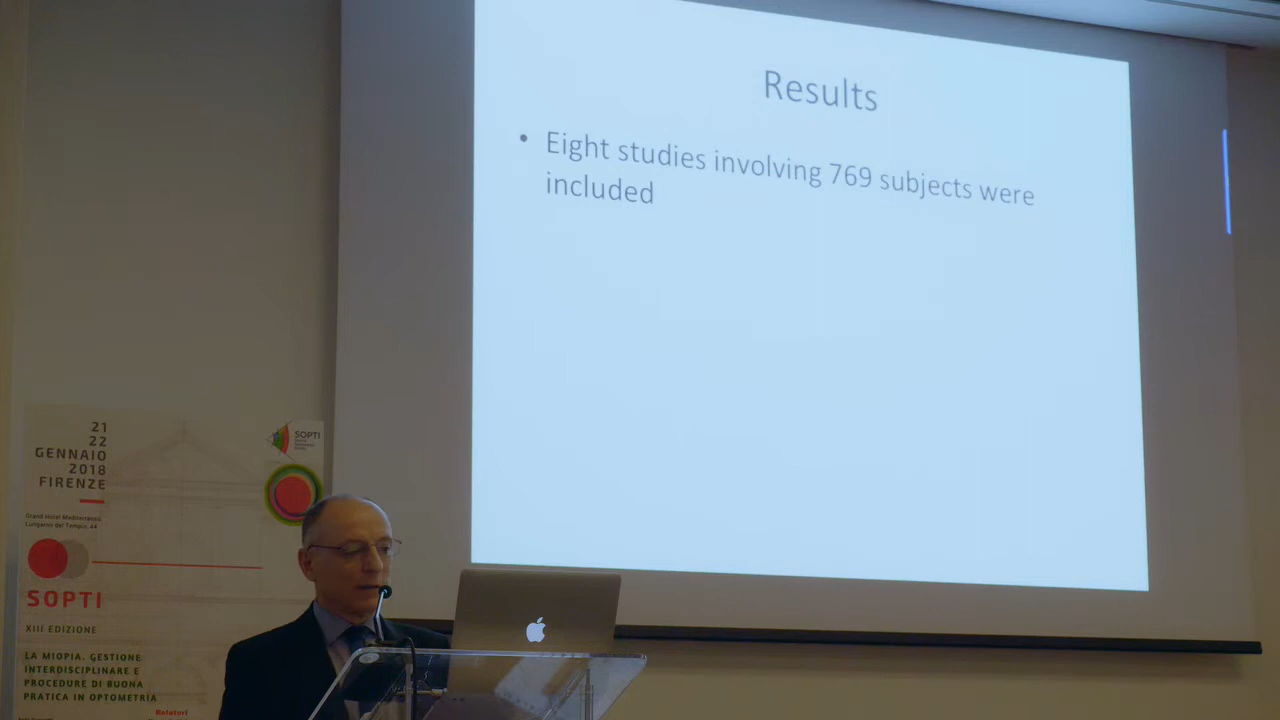 Results
• Eight studies involving 769 subjects were
included
21
22
GENNAIO
2018
FIRENZE
Grand Hotel Mediterraneo
Lungarno del Tempio, 44
SOPTI
SOPTI
XIII EDIZIONE
LA MIOPIA. GESTIONE
INTERDISCIPLINARE E
PROCEDURE DI BUONA
PRATICA IN OPTOMETRIA
Relatori